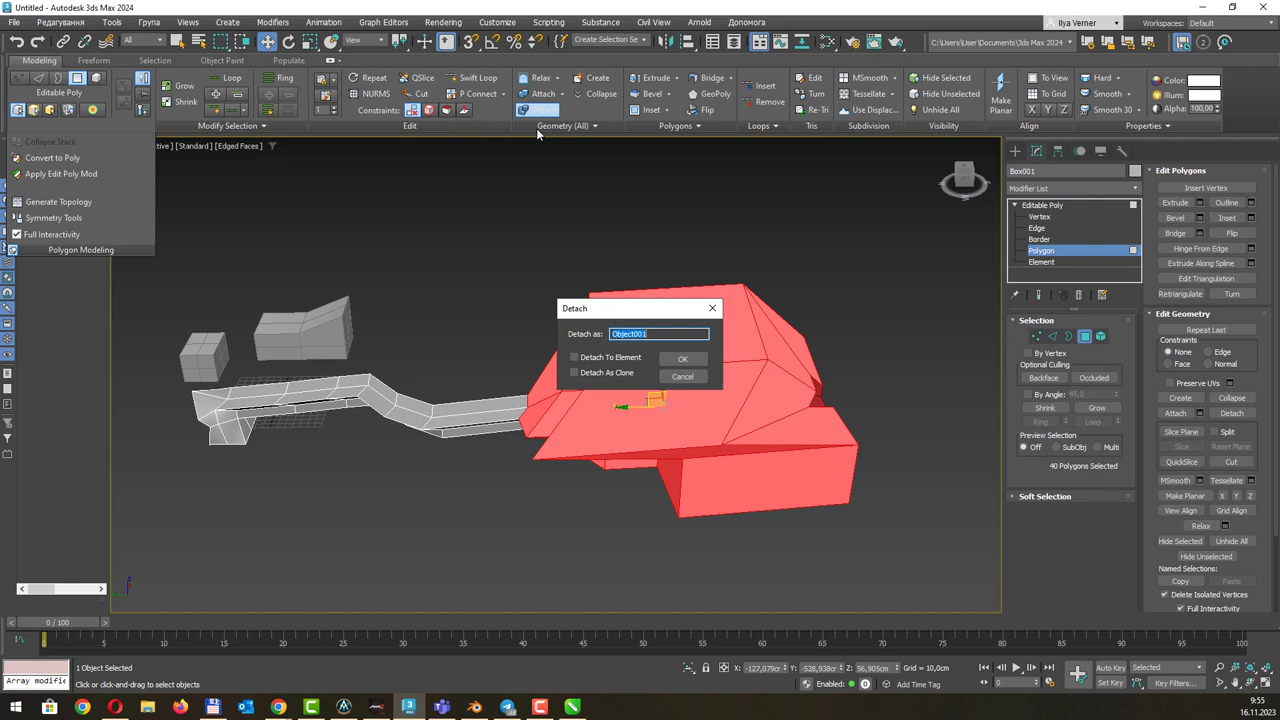 Untitled - Autodesk 3ds Max 2024
File Edit Tools Група Views Create Modifiers Animation Graph Editors Rendering Customize Scripting Substance Civil View Arnold Допомога
Ilya Verner Workspaces: Default
All View Create Selection Se C:\Users\User\Documents\3ds Max 2024
Modeling Freeform Selection Object Paint Populate
Editable Poly Grow Loop Ring Repeat QSlice Swift Loop Relax Create Extrude Bridge Insert Edit MSmooth Hide Selected To View Hard Color:
Shrink NURMS Cut P Connect Attach Collapse Bevel GeoPoly Remove Turn Tessellate Hide Unselected Make Planar To Grid Smooth Illum:
Constraints: Inset Flip Re-Tri Use Displac... Unhide All X Y Z Smooth 30 Alpha: 100,00
Modify Selection Edit Geometry (All) Polygons Loops Tris Subdivision Visibility Align Properties
Collapse Stack
Convert to Poly
Apply Edit Poly Mod
Generate Topology
Symmetry Tools
Full Interactivity
Polygon Modeling
[Standard ] [Edged Faces ]
Detach
Detach as: Object001
Detach To Element OK
Detach As Clone Cancel
Box001
Modifier List
Editable Poly
Vertex
Edge
Border
Polygon
Element
Selection
By Vertex
Optional Culling
Backface Occluded
By Angle: 45,0
Shrink Grow
Ring Loop
Preview Selection
Off SubObj Multi
40 Polygons Selected
Soft Selection
Edit Polygons
Insert Vertex
Extrude Outline
Bevel Inset
Bridge Flip
Hinge From Edge
Extrude Along Spline
Edit Triangulation
Retriangulate Turn
Edit Geometry
Repeat Last
Constraints
None Edge
Face Normal
Preserve UVs
Create Collapse
Attach Detach
Slice Plane Split
Slice Reset Plane
QuickSlice Cut
MSmooth Tessellate
Make Planar X Y Z
View Align Grid Align
Relax
Hide Selected Unhide All
Hide Unselected
Named Selections:
Copy Paste
Delete Isolated Vertices
Full Interactivity
0 / 100
0 5 10 15 20 25 30 35 40 45 50 55 60 65 70 75 80 85 90 95 100
Array modifie
1 Object Selected
Click or click-and-drag to select objects
X: -127,079cr Y: -528,938cr Z: 56,905cm Grid = 10,0cm
Enabled: Add Time Tag
0
Auto Key Selected
Set Key Key Filters...
9:55
16.11.2023